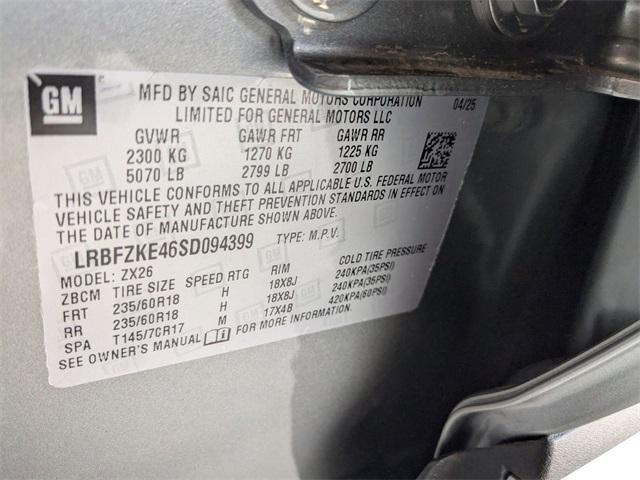 GM
MFD BY SAIC GENERAL MOTORS CORPORATION 04/25
LIMITED FOR GENERAL MOTORS LLC
GVWR GAWR FRT GAWR RR
2300 KG 1270 KG 1225 KG
5070 LB 2799 LB 2700 LB
THIS VEHICLE CONFORMS TO ALL APPLICABLE U.S. FEDERAL MOTOR
VEHICLE SAFETY AND THEFT PREVENTION STANDARDS IN EFFECT ON
THE DATE OF MANUFACTURE SHOWN ABOVE.
LRBFZKE46SD094399 TYPE: M.P.V.
MODEL: ZX26
ZBCM TIRE SIZE SPEED RTG RIM COLD TIRE PRESSURE
FRT 235/60R18 H 18X8J 240KPA(35PSI)
RR 235/60R18 H 18X8J 240KPA(35PSI)
SPA T145/7CR17 M 17X4B 420KPA(60PSI)
SEE OWNER'S MANUAL FOR MORE INFORMATION.